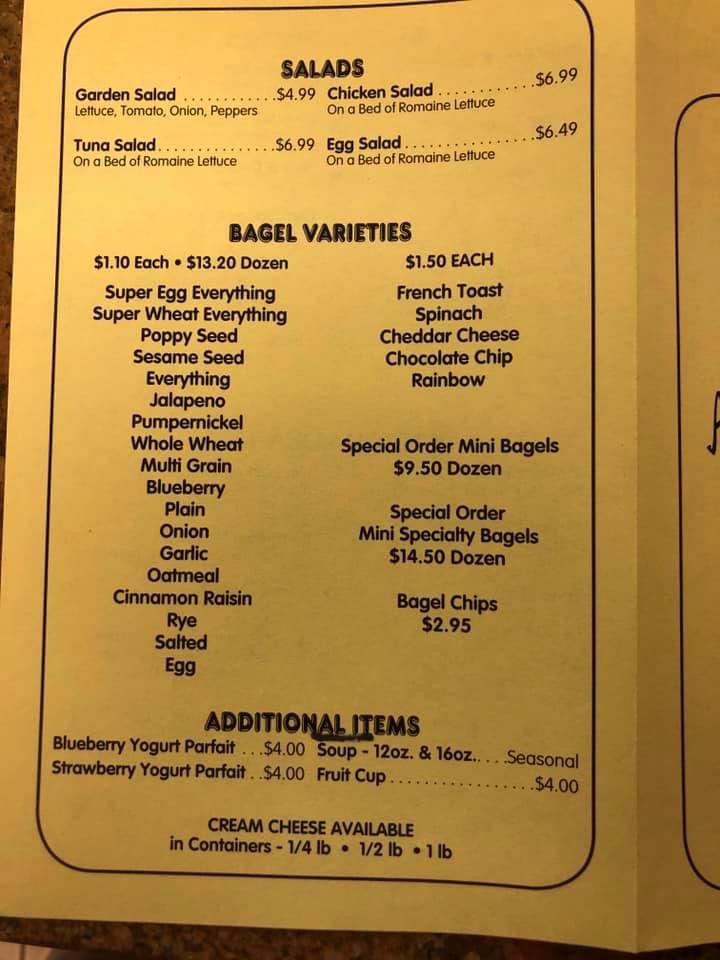 SALADS
Garden Salad ............$4.99
Lettuce, Tomato, Onion, Peppers
Chicken Salad ............$6.99
On a Bed of Romaine Lettuce
Tuna Salad...............$6.99
On a Bed of Romaine Lettuce
Egg Salad................$6.49
On a Bed of Romaine Lettuce
BAGEL VARIETIES
$1.10 Each • $13.20 Dozen
Super Egg Everything
Super Wheat Everything
Poppy Seed
Sesame Seed
Everything
Jalapeno
Pumpernickel
Whole Wheat
Multi Grain
Blueberry
Plain
Onion
Garlic
Oatmeal
Cinnamon Raisin
Rye
Salted
Egg
$1.50 EACH
French Toast
Spinach
Cheddar Cheese
Chocolate Chip
Rainbow
Special Order Mini Bagels
$9.50 Dozen
Special Order
Mini Specialty Bagels
$14.50 Dozen
Bagel Chips
$2.95
ADDITIONAL ITEMS
Blueberry Yogurt Parfait ...$4.00
Strawberry Yogurt Parfait ..$4.00
Soup - 12oz. & 16oz.....Seasonal
Fruit Cup.................$4.00
CREAM CHEESE AVAILABLE
in Containers - 1/4 lb • 1/2 lb • 1 lb